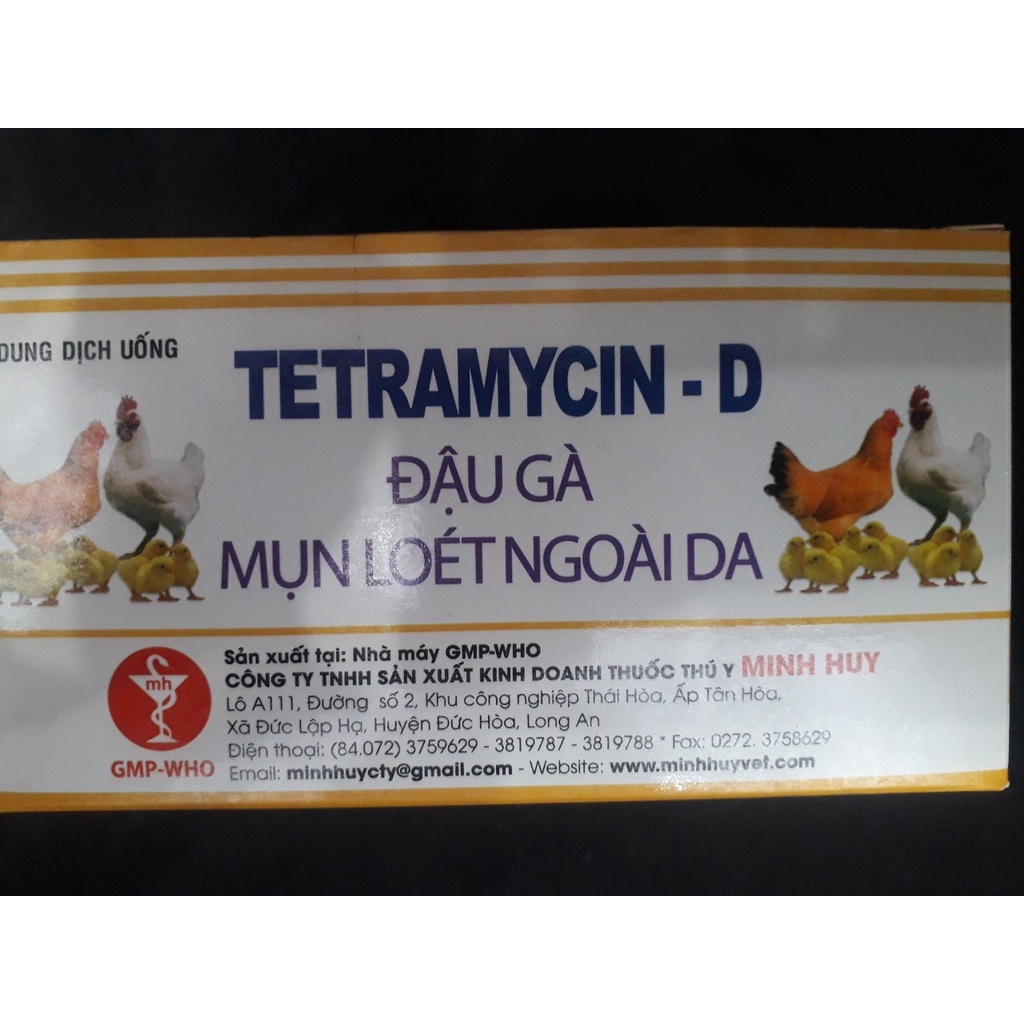 DUNG DỊCH UỐNG
TETRAMYCIN - D
ĐẬU GÀ
MỤN LOÉT NGOÀI DA
mh
GMP-WHO
Sản xuất tại: Nhà máy GMP-WHO
CÔNG TY TNHH SẢN XUẤT KINH DOANH THUỐC THÚ Y MINH HUY
Lô A111, Đường số 2, Khu công nghiệp Thái Hòa, Ấp Tân Hòa,
Xã Đức Lập Hạ, Huyện Đức Hòa, Long An
Điện thoại: (84.072) 3759629 - 3819787 - 3819788 * Fax: 0272. 3758629
Email: minhhuycty@gmail.com - Website: www.minhhuyvet.com